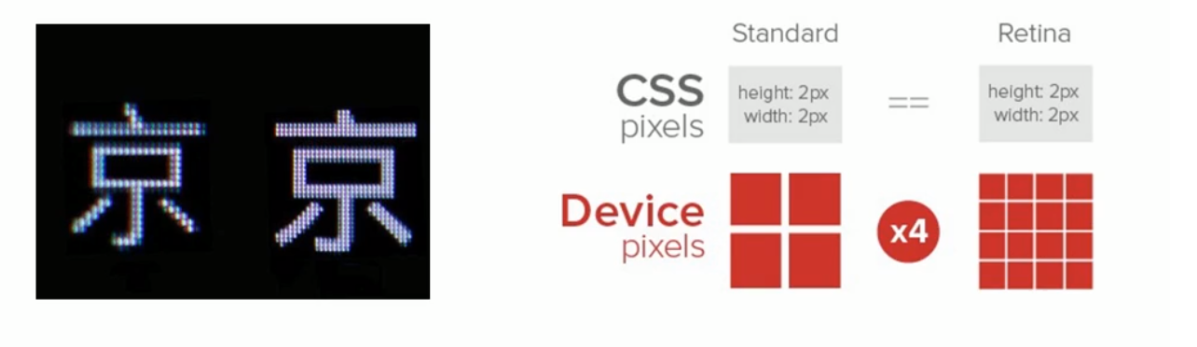 京 京
Standard
Retina
CSS
pixels
height: 2px
width: 2px
==
height: 2px
width: 2px
Device
pixels
x4